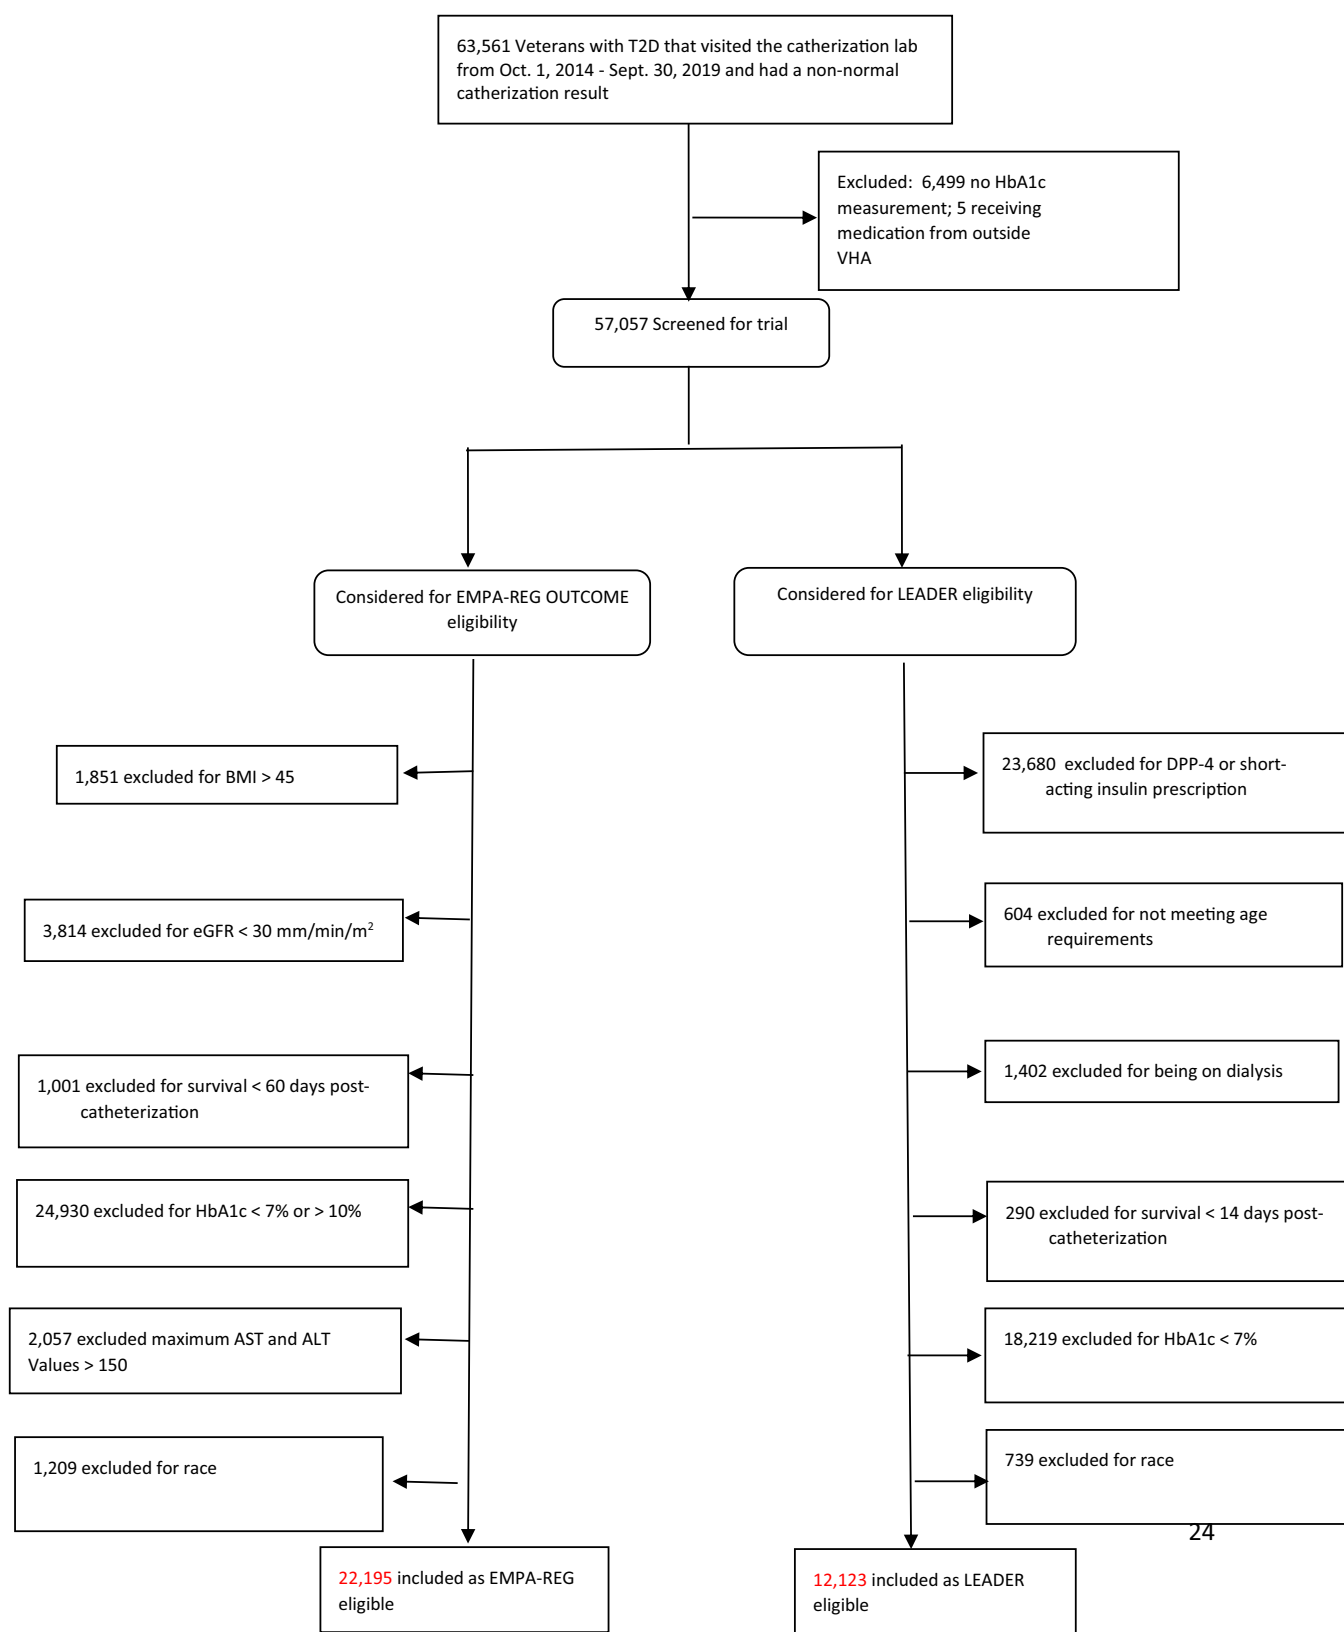 63,561 Veterans with T2D that visited the catherization lab
from Oct. 1, 2014 - Sept. 30, 2019 and had a non-normal
catherization result
Excluded: 6,499 no HbA1c
measurement; 5 receiving
medication from outside
VHA
57,057 Screened for trial
Considered for EMPA-REG OUTCOME
eligibility
Considered for LEADER eligibility
1,851 excluded for BMI > 45
23,680 excluded for DPP-4 or short-
acting insulin prescription
3,814 excluded for eGFR < 30 mm/min/m²
604 excluded for not meeting age
requirements
1,001 excluded for survival < 60 days post-
catheterization
1,402 excluded for being on dialysis
24,930 excluded for HbA1c < 7% or > 10%
290 excluded for survival < 14 days post-
catheterization
2,057 excluded maximum AST and ALT
Values > 150
18,219 excluded for HbA1c < 7%
1,209 excluded for race
739 excluded for race
24
22,195 included as EMPA-REG
eligible
12,123 included as LEADER
eligible